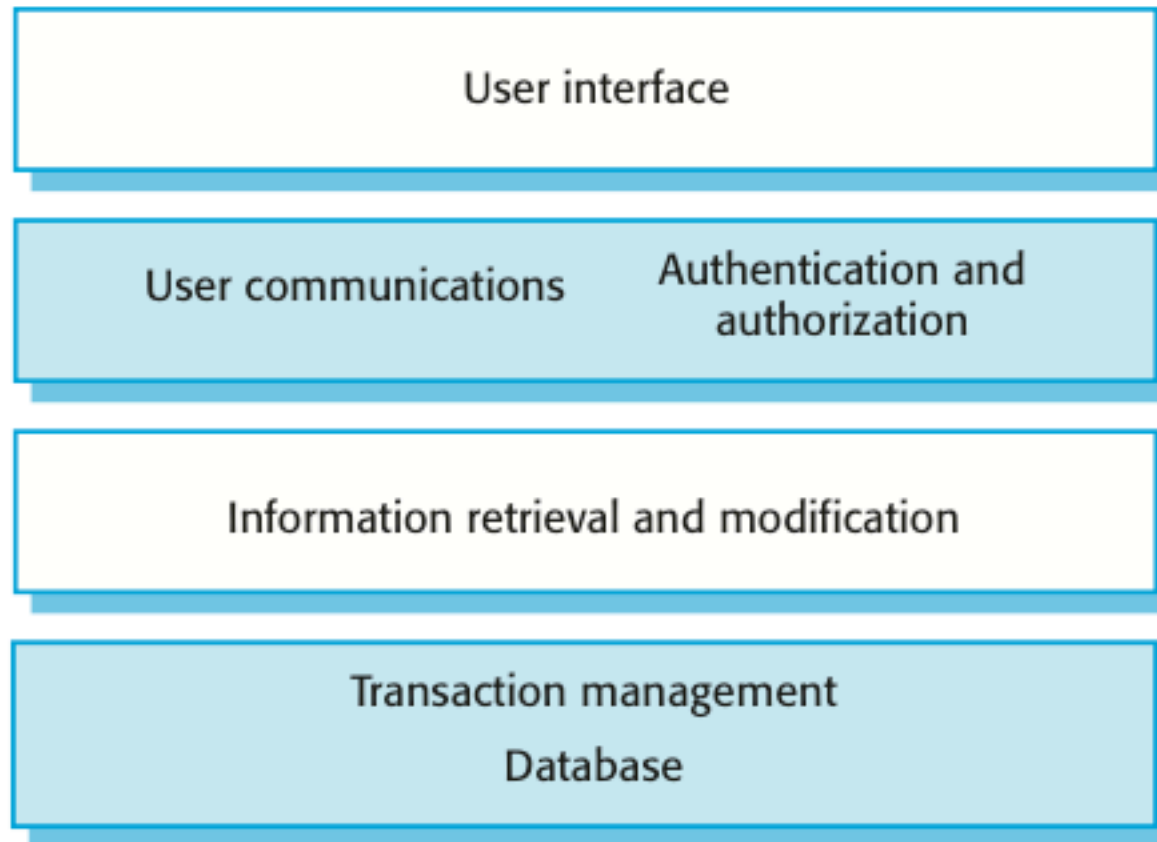 User interface
User communications
Authentication and
authorization
Information retrieval and modification
Transaction management
Database